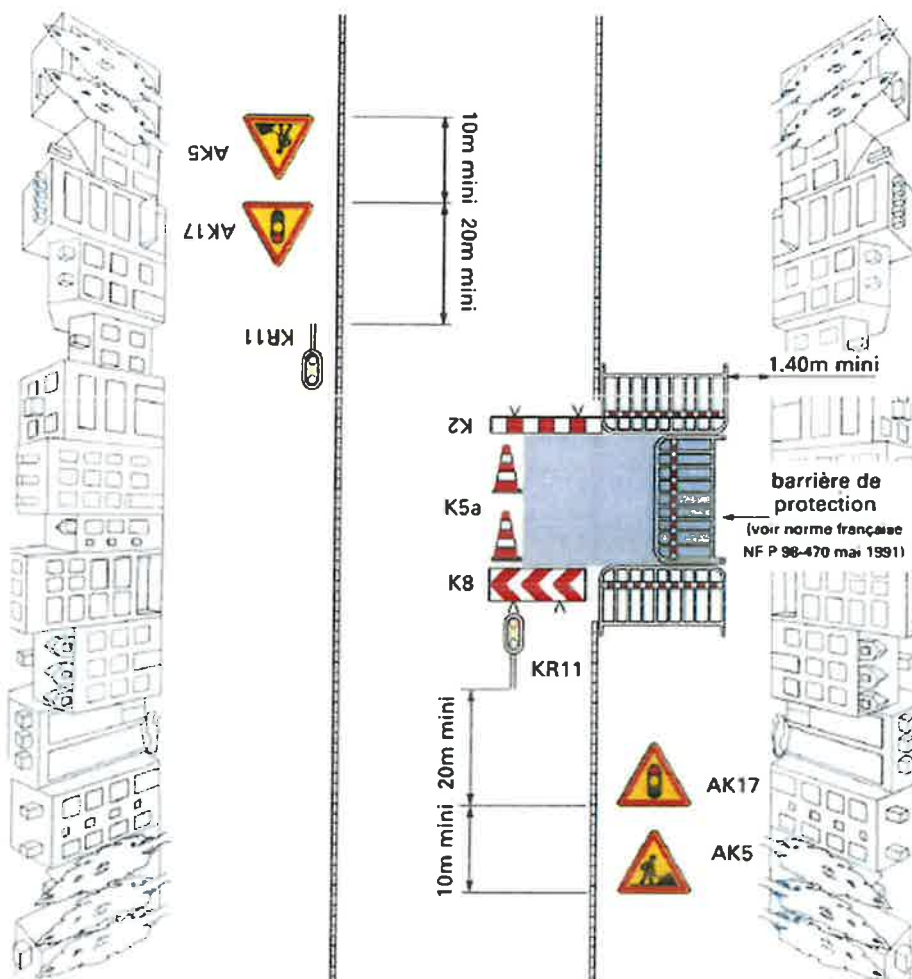 AK5
10m mini
AK17
20m mini
KR11
1.40m mini
K2
barrière de
protection
(voir norme française
NF P 98-470 mai 1991)
K5a
K8
KR11
20m mini
AK17
10m mini
AK5